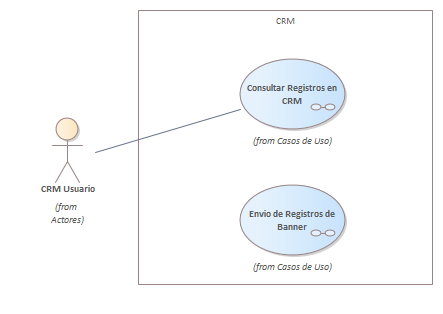 CRM
Consultar Registros en
CRM
(from Casos de Uso)
CRM Usuario
(from
Actores)
Envio de Registros de
Banner
(from Casos de Uso)